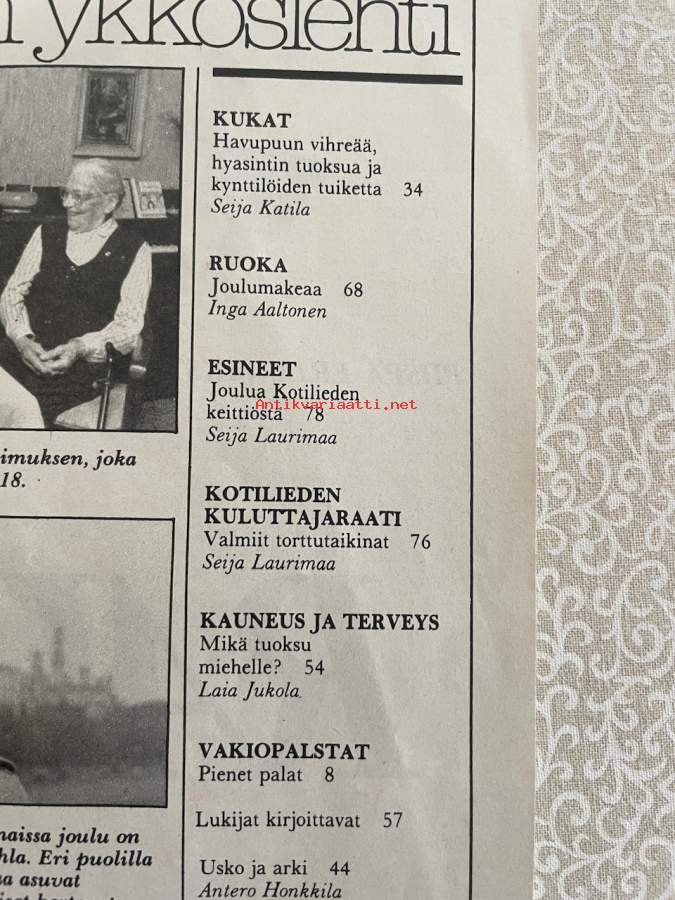 ykköslehti
KUKAT
Havupuun vihreää,
hyasintin tuoksua ja
kynttilöiden tuiketta 34
Seija Katila
RUOKA
Joulumakeaa 68
Inga Aaltonen
ESINEET
Joulua Kotilieden
keittiöstä 78
Antikvariaatti.net
Seija Laurimaa
KOTILIEDEN
KULUTTAJARAATI
Valmiit torttutaikinat 76
Seija Laurimaa
KAUNEUS JA TERVEYS
Mikä tuoksu
miehelle? 54
Laia Jukola
VAKIOPALSTAT
Pienet palat 8
Lukijat kirjoittavat 57
Usko ja arki 44
Antero Honkkila
imuksen, joka
18.
naissa joulu on
hla. Eri puolilla
asuvat